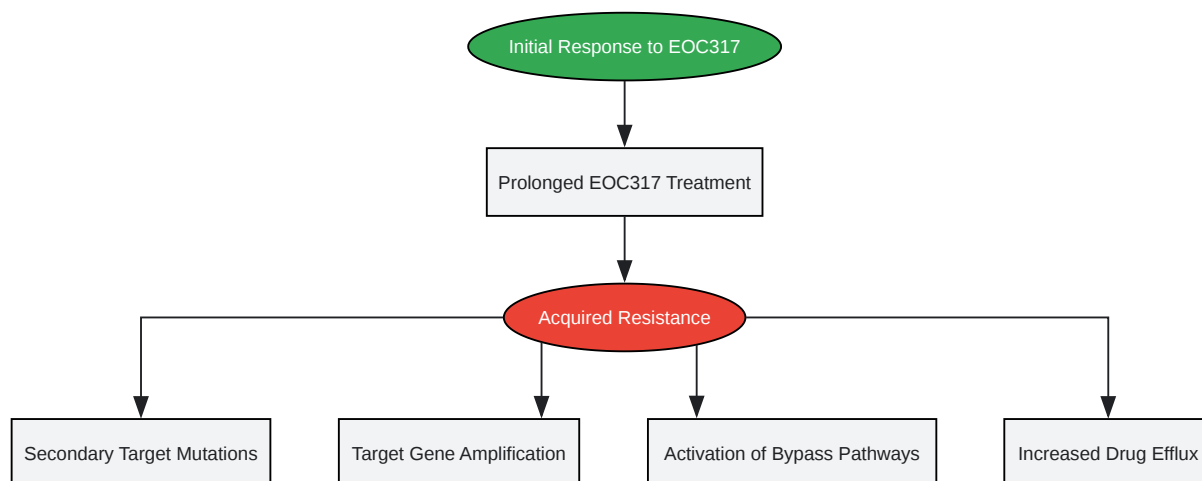 Initial Response to EOC317
Prolonged EOC317 Treatment
Acquired Resistance
Secondary Target Mutations
Target Gene Amplification
Activation of Bypass Pathways
Increased Drug Efflux